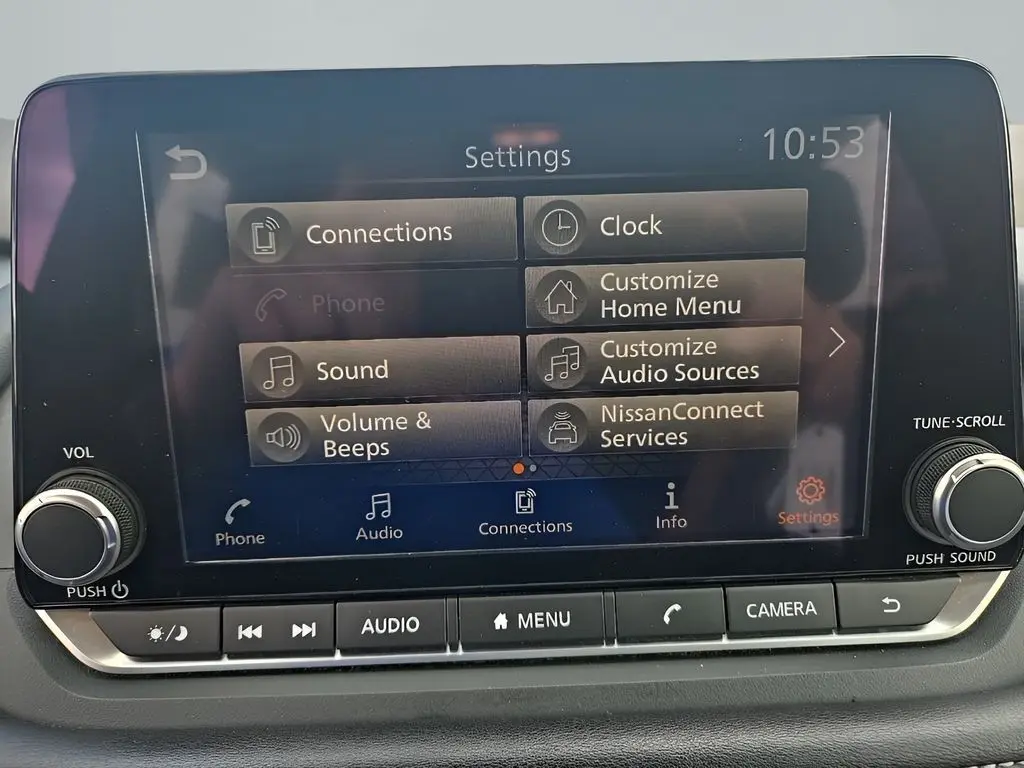 Settings
10:53
Connections
Clock
Phone
Customize
Home Menu
Sound
Customize
Audio Sources
Volume &
Beeps
NissanConnect
Services
Phone
Audio
Connections
Info
Settings
VOL
PUSH
TUNE·SCROLL
PUSH SOUND
AUDIO
MENU
CAMERA